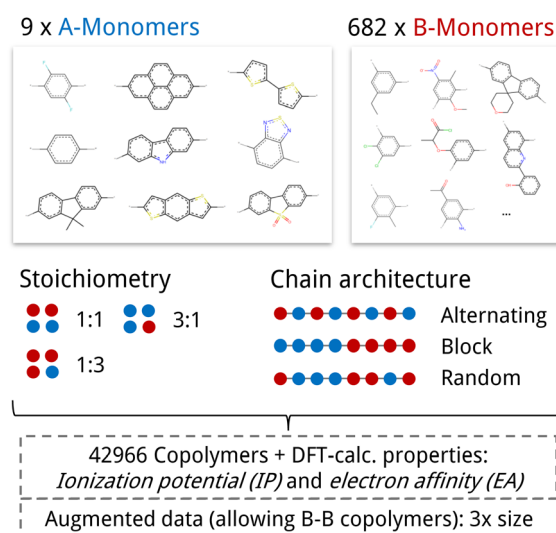 9 x A-Monomers
682 x B-Monomers
...
Stoichiometry
1:1
3:1
1:3
Chain architecture
Alternating
Block
Random
42966 Copolymers + DFT-calc. properties:
Ionization potential (IP) and electron affinity (EA)
Augmented data (allowing B-B copolymers): 3x size